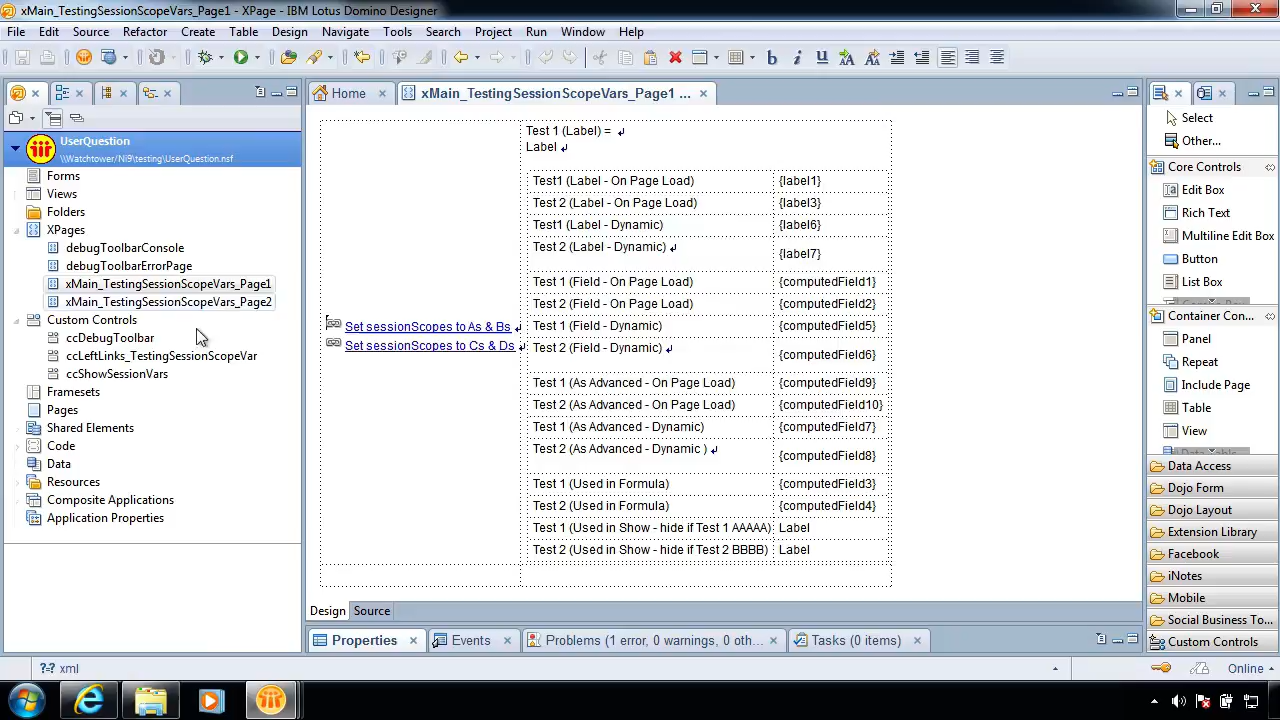 xMain_TestingSessionScopeVars_Page1 - XPage - IBM Lotus Domino Designer
File Edit Source Refactor Create Table Design Navigate Tools Search Project Run Window Help
Home
xMain_TestingSessionScopeVars_Page1 ...
UserQuestion
\\Watchtower/NI9\testing\UserQuestion.nsf
Forms
Views
Folders
XPages
debugToolbarConsole
debugToolbarErrorPage
xMain_TestingSessionScopeVars_Page1
xMain_TestingSessionScopeVars_Page2
Custom Controls
ccDebugToolbar
ccLeftLinks_TestingSessionScopeVar
ccShowSessionVars
Framesets
Pages
Shared Elements
Code
Data
Resources
Composite Applications
Application Properties
Set sessionScopes to As & Bs
Set sessionScopes to Cs & Ds
Test 1 (Label) =
Label
Test1 (Label - On Page Load) {label1}
Test 2 (Label - On Page Load) {label3}
Test1 (Label - Dynamic) {label6}
Test 2 (Label - Dynamic) {label7}
Test 1 (Field - On Page Load) {computedField1}
Test 2 (Field - On Page Load) {computedField2}
Test 1 (Field - Dynamic) {computedField5}
Test 2 (Field - Dynamic) {computedField6}
Test 1 (As Advanced - On Page Load) {computedField9}
Test 2 (As Advanced - On Page Load) {computedField10}
Test 1 (As Advanced - Dynamic) {computedField7}
Test 2 (As Advanced - Dynamic ) {computedField8}
Test 1 (Used in Formula) {computedField3}
Test 2 (Used in Formula) {computedField4}
Test 1 (Used in Show - hide if Test 1 AAAAA) Label
Test 2 (Used in Show - hide if Test 2 BBBB) Label
Design Source
Properties Events Problems (1 error, 0 warnings, 0 oth... Tasks (0 items)
Select
Other...
Core Controls
Edit Box
Rich Text
Multiline Edit Box
Button
List Box
Container Con...
Panel
Repeat
Include Page
Table
View
Data Access
Dojo Form
Dojo Layout
Extension Library
Facebook
iNotes
Mobile
Social Business To...
Custom Controls
?-? xml
Online